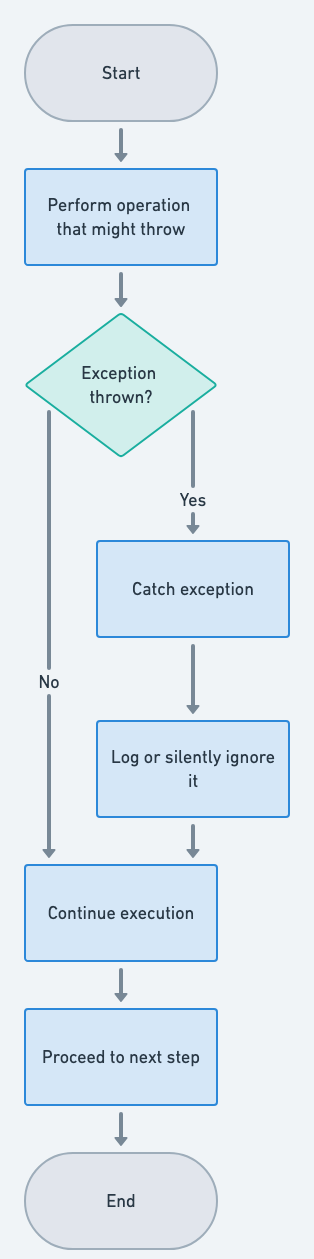 Start
Perform operation
that might throw
Exception
thrown?
Yes
Catch exception
No
Log or silently ignore
it
Continue execution
Proceed to next step
End